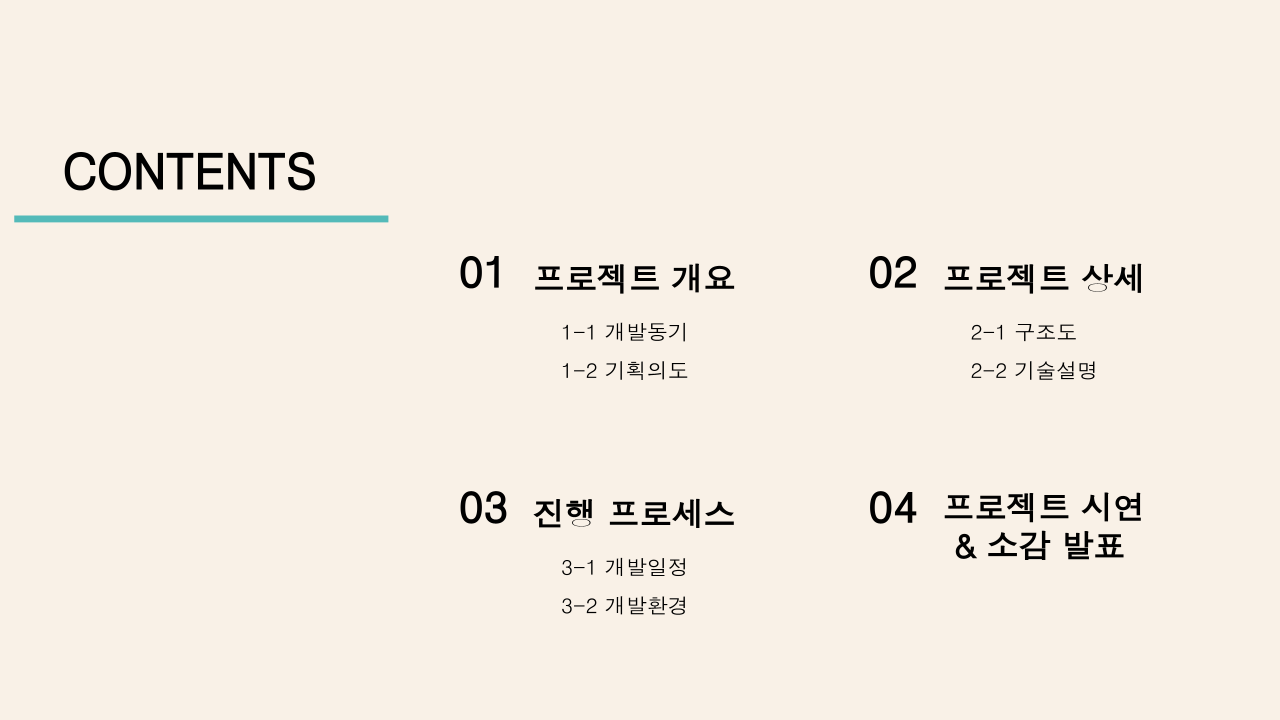 CONTENTS
01 프로젝트 개요
1-1 개발동기
1-2 기획의도
02 프로젝트 상세
2-1 구조도
2-2 기술설명
03 진행 프로세스
3-1 개발일정
3-2 개발환경
04 프로젝트 시연
& 소감 발표